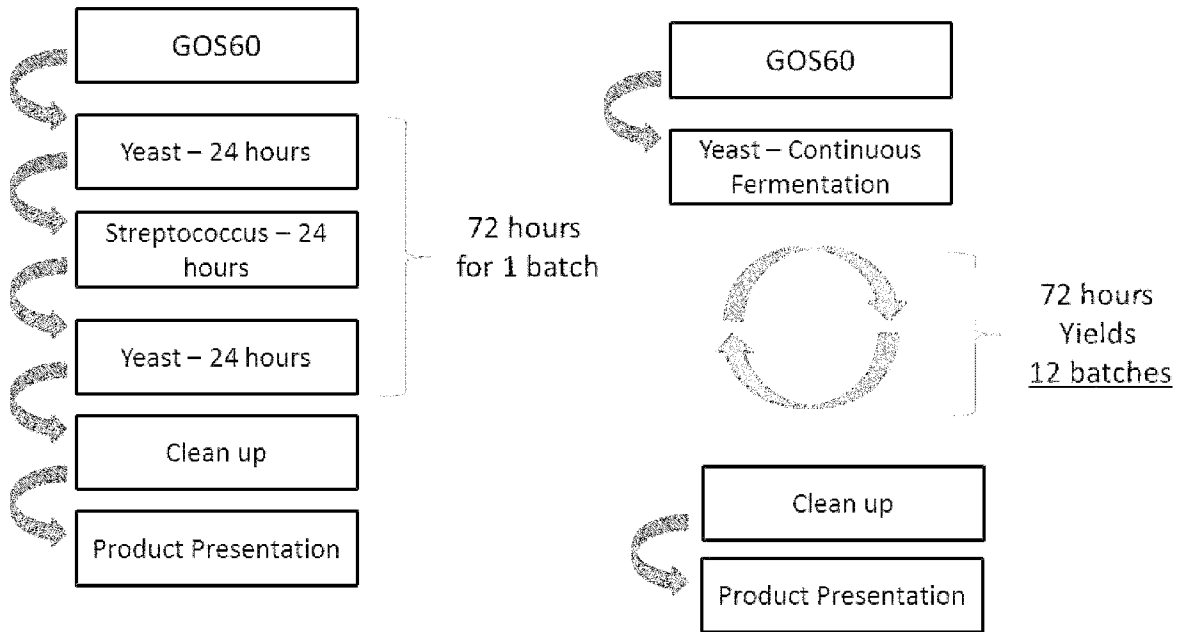 GOS60
Yeast – 24 hours
Streptococcus – 24
hours
Yeast – 24 hours
Clean up
Product Presentation
72 hours
for 1 batch
GOS60
Yeast – Continuous
Fermentation
72 hours
Yields
12 batches
Clean up
Product Presentation